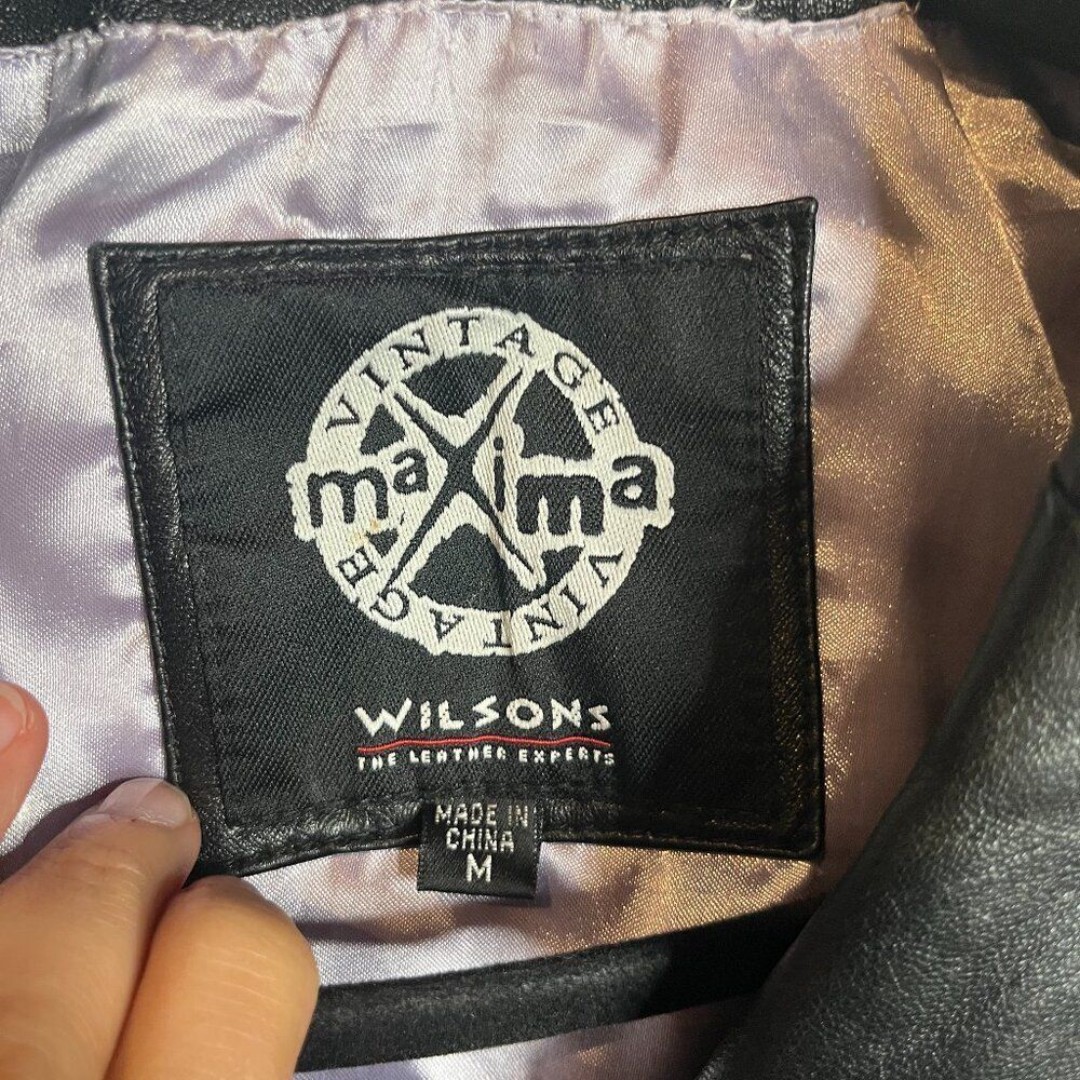 VINTAGE
maXima
VINTAGE
WILSONS
THE LEATHER EXPERTS
MADE IN
CHINA
M